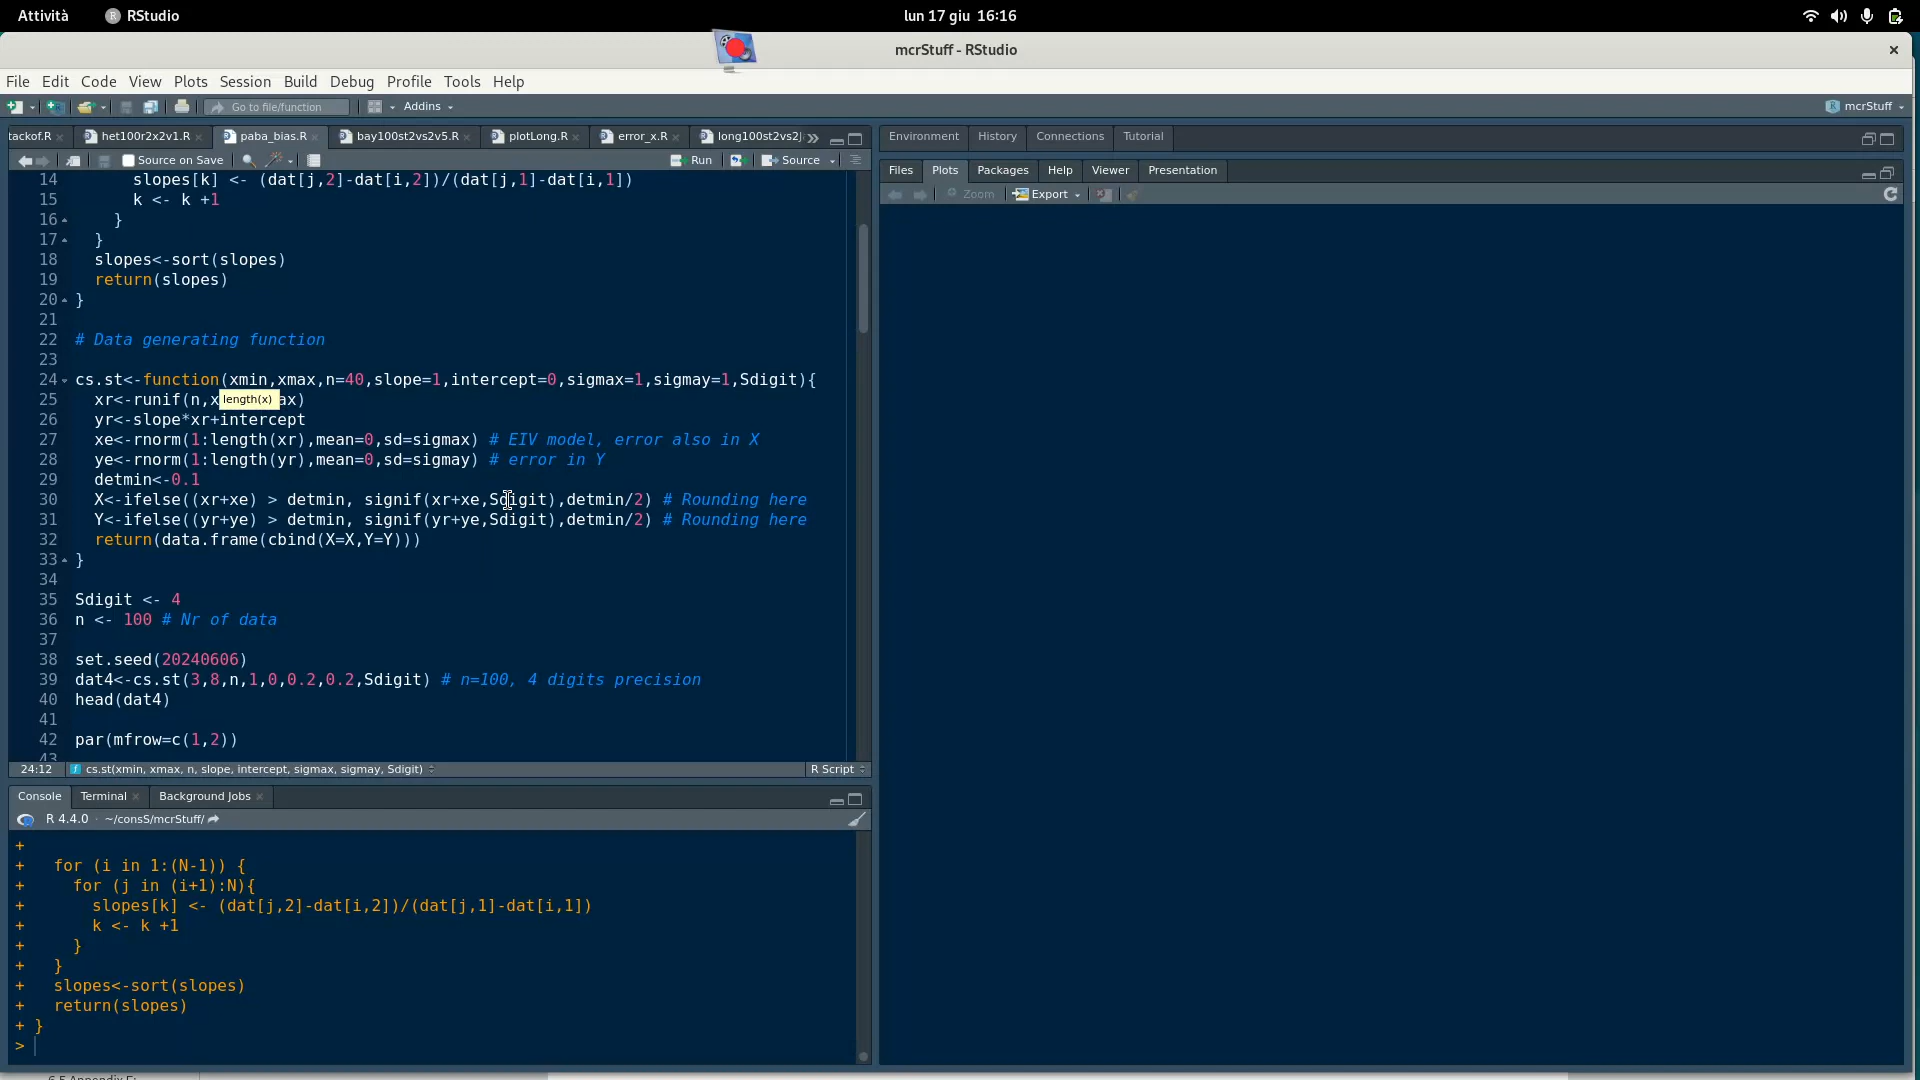 Attività RStudio lun 17 giu 16:16
mcrStuff - RStudio
File Edit Code View Plots Session Build Debug Profile Tools Help
Go to file/function Addins mcrStuff
tackof.R het100r2x2v1.R paba_bias.R bay100st2vs2v5.R plotLong.R error_x.R
Source on Save Run Source
14 slopes[k] <- (dat[j,2]-dat[i,2])/(dat[j,1]-dat[i,1])
15 k <- k +1
16 }
17 }
18 slopes<-sort(slopes)
19 return(slopes)
20 }
21
22 # Data generating function
23
24 cs.st<-function(xmin,xmax,n=40,slope=1,intercept=0,sigmax=1,sigmay=1,Sdigit){
25 xr<-runif(n,x length(x) ax)
26 yr<-slope*xr+intercept
27 xe<-rnorm(1:length(xr),mean=0,sd=sigmax) # EIV model, error also in X
28 ye<-rnorm(1:length(yr),mean=0,sd=sigmay) # error in Y
29 detmin<-0.1
30 X<-ifelse((xr+xe) > detmin, signif(xr+xe,Sdigit),detmin/2) # Rounding here
31 Y<-ifelse((yr+ye) > detmin, signif(yr+ye,Sdigit),detmin/2) # Rounding here
32 return(data.frame(cbind(X=X,Y=Y)))
33 }
34
35 Sdigit <- 4
36 n <- 100 # Nr of data
37
38 set.seed(20240606)
39 dat4<-cs.st(3,8,n,1,0,0.2,0.2,Sdigit) # n=100, 4 digits precision
40 head(dat4)
41
42 par(mfrow=c(1,2))
43
24:12 cs.st(xmin, xmax, n, slope, intercept, sigmax, sigmay, Sdigit) R Script
Console Terminal Background Jobs
R 4.4.0 · ~/consS/mcrStuff/
+
+ for (i in 1:(N-1)) {
+ for (j in (i+1):N){
+ slopes[k] <- (dat[j,2]-dat[i,2])/(dat[j,1]-dat[i,1])
+ k <- k +1
+ }
+ }
+ slopes<-sort(slopes)
+ return(slopes)
+ }
>
Environment History Connections Tutorial
Files Plots Packages Help Viewer Presentation
Zoom Export